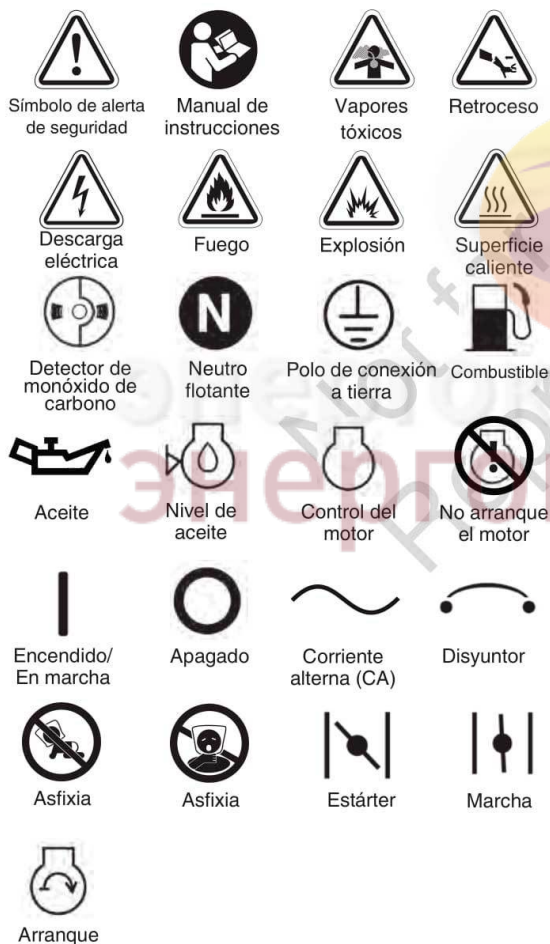 Símbolo de alerta
de seguridad
Manual de
instrucciones
Vapores
tóxicos
Retroceso
Descarga
eléctrica
Fuego
Explosión
Superficie
caliente
N
Detector de
monóxido de
carbono
Neutro
flotante
Polo de conexión
a tierra
Combustible
Aceite
Nivel de
aceite
Control del
motor
No arranque
el motor
Encendido/
En marcha
Apagado
Corriente
alterna (CA)
Disyuntor
Asfixia
Asfixia
Estárter
Marcha
Arranque
Not f
энерго